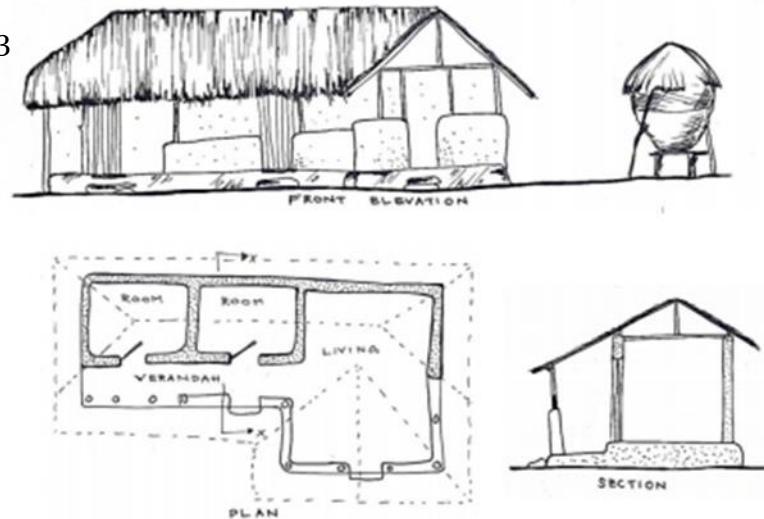 3
FRONT ELEVATION
X
ROOM
ROOM
LIVING
VERANDAH
X
PLAN
SECTION